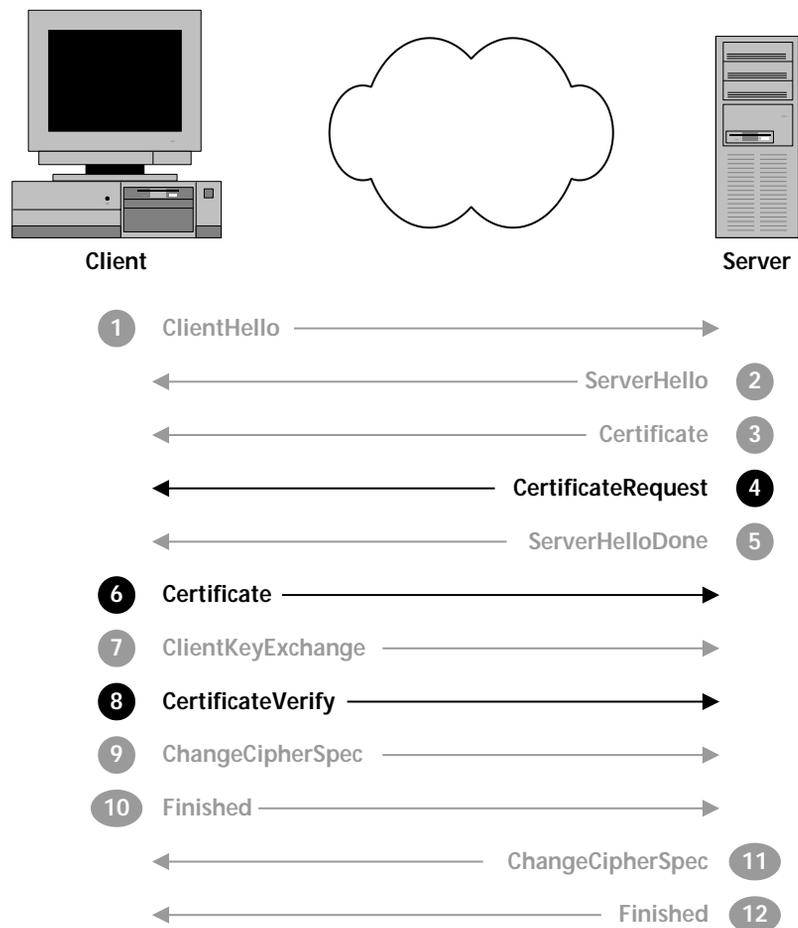 Client
Server
1 ClientHello
ServerHello 2
Certificate 3
CertificateRequest 4
ServerHelloDone 5
6 Certificate
7 ClientKeyExchange
8 CertificateVerify
9 ChangeCipherSpec
10 Finished
ChangeCipherSpec 11
Finished 12